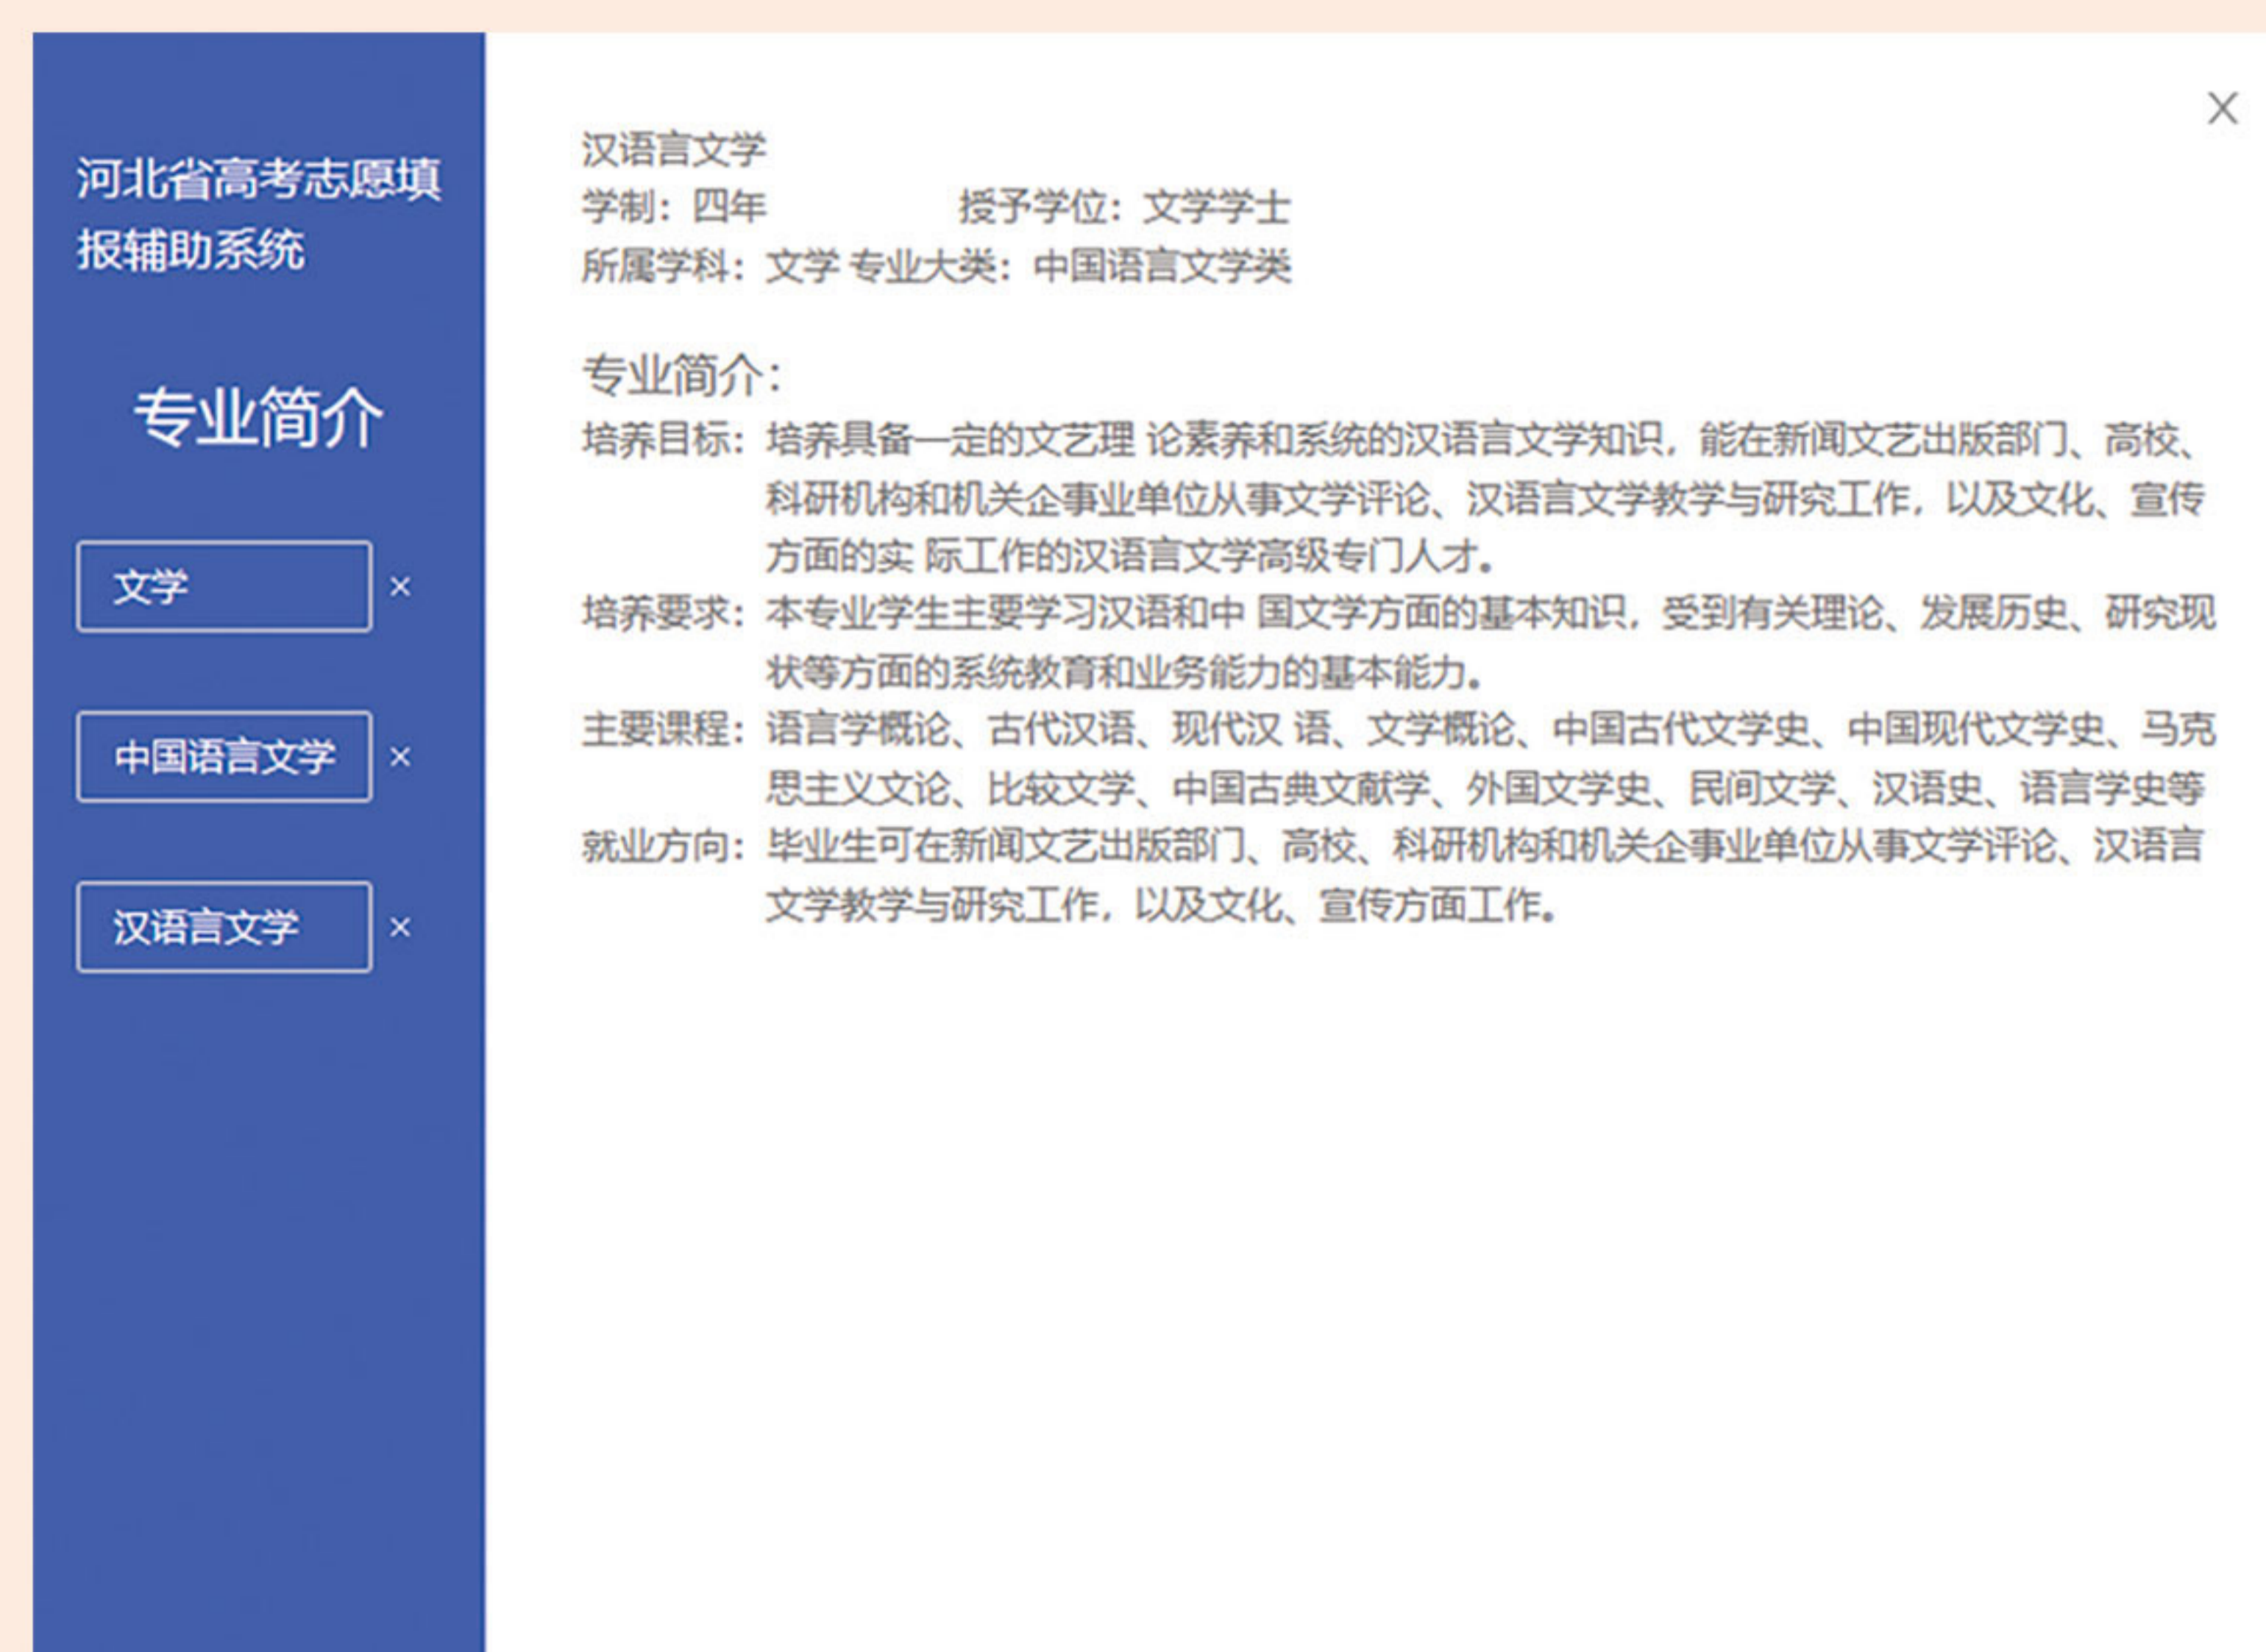 河北省高考志愿填
报辅助系统
专业简介
文学 ×
中国语言文学 ×
汉语言文学 ×
X
汉语言文学
学制：四年 授予学位：文学学士
所属学科：文学 专业大类：中国语言文学类
专业简介：
培养目标：培养具备一定的文艺理 论素养和系统的汉语言文学知识，能在新闻文艺出版部门、高校、
科研机构和机关企事业单位从事文学评论、汉语言文学教学与研究工作，以及文化、宣传
方面的实 际工作的汉语言文学高级专门人才。
培养要求：本专业学生主要学习汉语和中 国文学方面的基本知识，受到有关理论、发展历史、研究现
状等方面的系统教育和业务能力的基本能力。
主要课程：语言学概论、古代汉语、现代汉 语、文学概论、中国古代文学史、中国现代文学史、马克
思主义文论、比较文学、中国古典文献学、外国文学史、民间文学、汉语史、语言学史等
就业方向：毕业生可在新闻文艺出版部门、高校、科研机构和机关企事业单位从事文学评论、汉语言
文学教学与研究工作，以及文化、宣传方面工作。